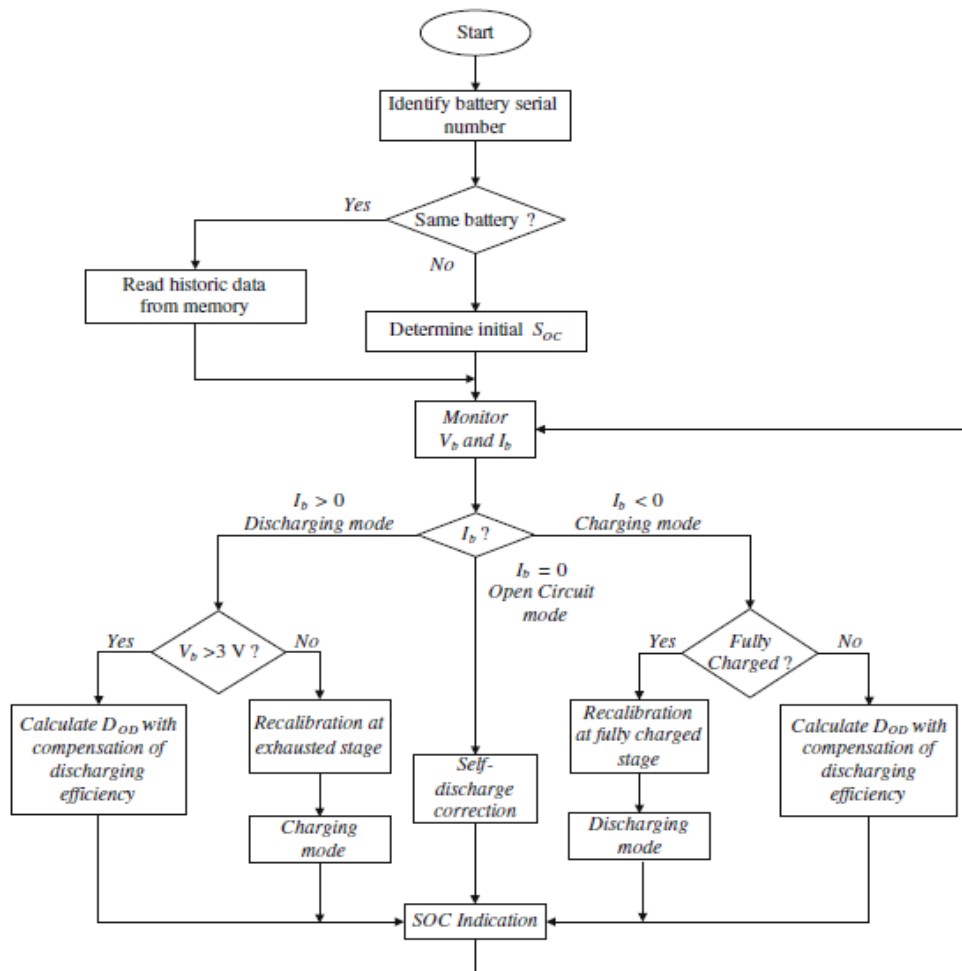 Start
Identify battery serial
number
Yes
Same battery ?
No
Read historic data
from memory
Determine initial S_OC
Monitor
V_b and I_b
I_b > 0
Discharging mode
I_b < 0
Charging mode
I_b ?
I_b = 0
Open Circuit
mode
Yes
V_b >3 V ?
No
Yes
Fully
Charged ?
No
Calculate D_OD with
compensation of
discharging
efficiency
Recalibration at
exhausted stage
Charging
mode
Self-
discharge
correction
Recalibration
at fully charged
stage
Discharging
mode
Calculate D_OD with
compensation of
discharging
efficiency
SOC Indication